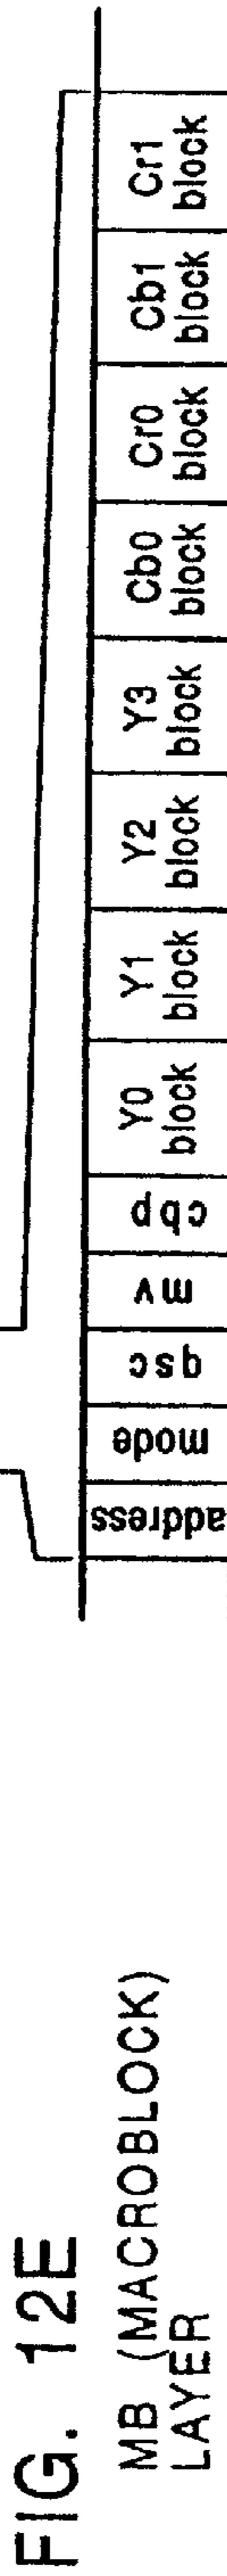 FIG. 12E
MB (MACROBLOCK)
LAYER
address
mode
qsc
mv
cbp
Y0
block
Y1
block
Y2
block
Y3
block
Cb0
block
Cr0
block
Cb1
block
Cr1
block